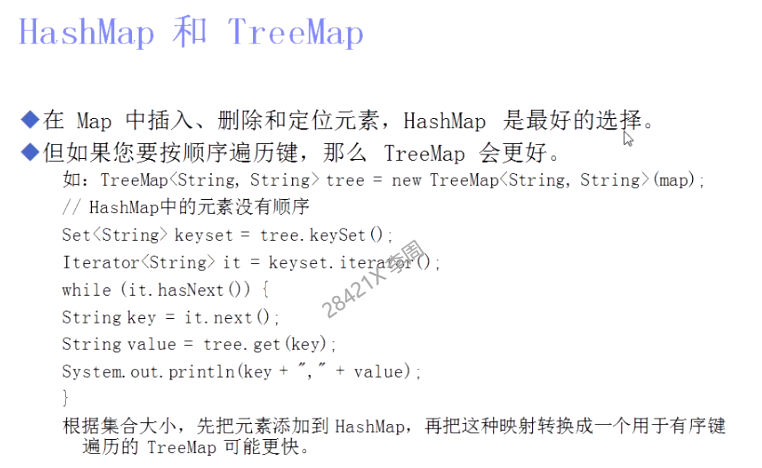 HashMap 和 TreeMap
在 Map 中插入、删除和定位元素，HashMap 是最好的选择。
但如果您要按顺序遍历键，那么 TreeMap 会更好。
如：TreeMap<String, String> tree = new TreeMap<String, String>(map);
// HashMap中的元素没有顺序
Set<String> keyset = tree.keySet();
Iterator<String> it = keyset.iterator();
while (it.hasNext()) {
String key = it.next();
String value = tree.get(key);
System.out.println(key + "," + value);
}
根据集合大小，先把元素添加到 HashMap，再把这种映射转换成一个用于有序键
遍历的 TreeMap 可能更快。
28421X 李周